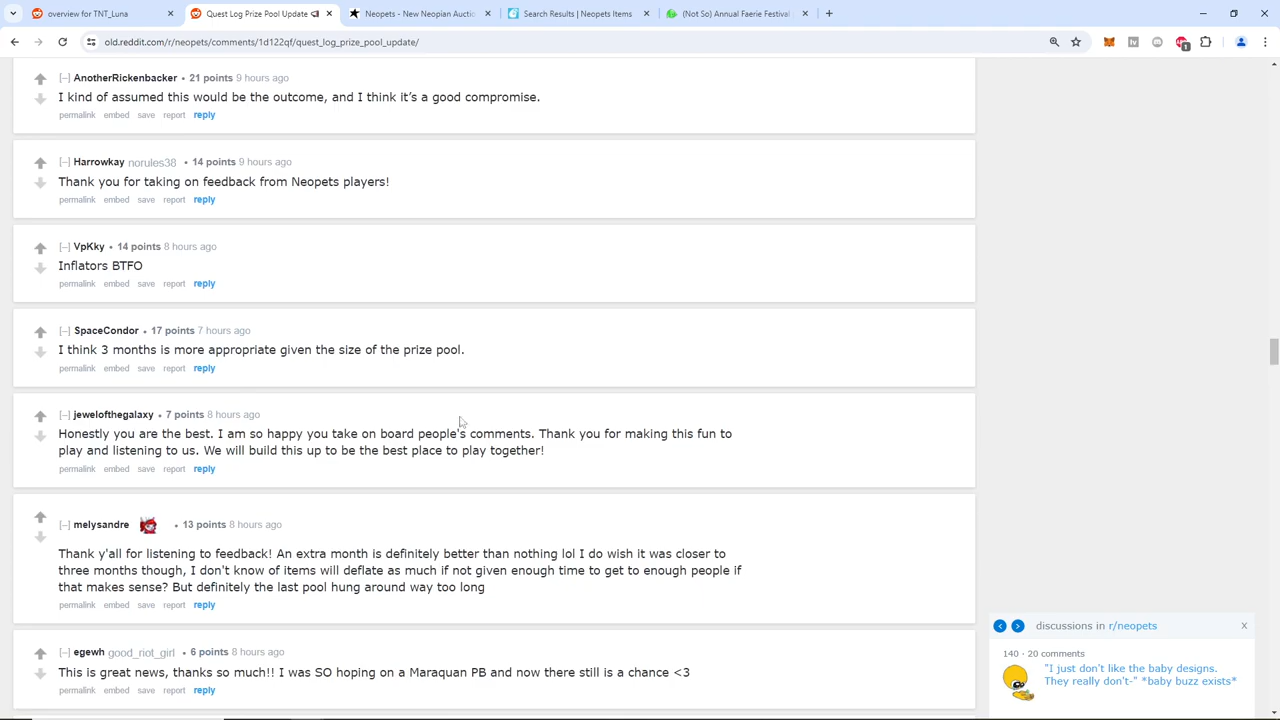 overview for TNT_Luna
Quest Log Prize Pool Update
Neopets - New Neopian Auctio
Search Results | Neopets Items
(Not So) Annual Faerie Festival
old.reddit.com/r/neopets/comments/1d122qf/quest_log_prize_pool_update/
1
[–] AnotherRickenbacker • 21 points 9 hours ago
I kind of assumed this would be the outcome, and I think it’s a good compromise.
permalink embed save report reply
[–] Harrowkay norules38 • 14 points 9 hours ago
Thank you for taking on feedback from Neopets players!
permalink embed save report reply
[–] VpKky • 14 points 8 hours ago
Inflators BTFO
permalink embed save report reply
[–] SpaceCondor • 17 points 7 hours ago
I think 3 months is more appropriate given the size of the prize pool.
permalink embed save report reply
[–] jewelofthegalaxy • 7 points 8 hours ago
Honestly you are the best. I am so happy you take on board people's comments. Thank you for making this fun to
play and listening to us. We will build this up to be the best place to play together!
permalink embed save report reply
[–] melysandre • 13 points 8 hours ago
Thank y'all for listening to feedback! An extra month is definitely better than nothing lol I do wish it was closer to
three months though, I don't know of items will deflate as much if not given enough time to get to enough people if
that makes sense? But definitely the last pool hung around way too long
permalink embed save report reply
[–] egewh good_riot_girl • 6 points 8 hours ago
This is great news, thanks so much!! I was SO hoping on a Maraquan PB and now there still is a chance <3
permalink embed save report reply
discussions in r/neopets X
140 · 20 comments
"I just don't like the baby designs.
They really don't-" *baby buzz exists*